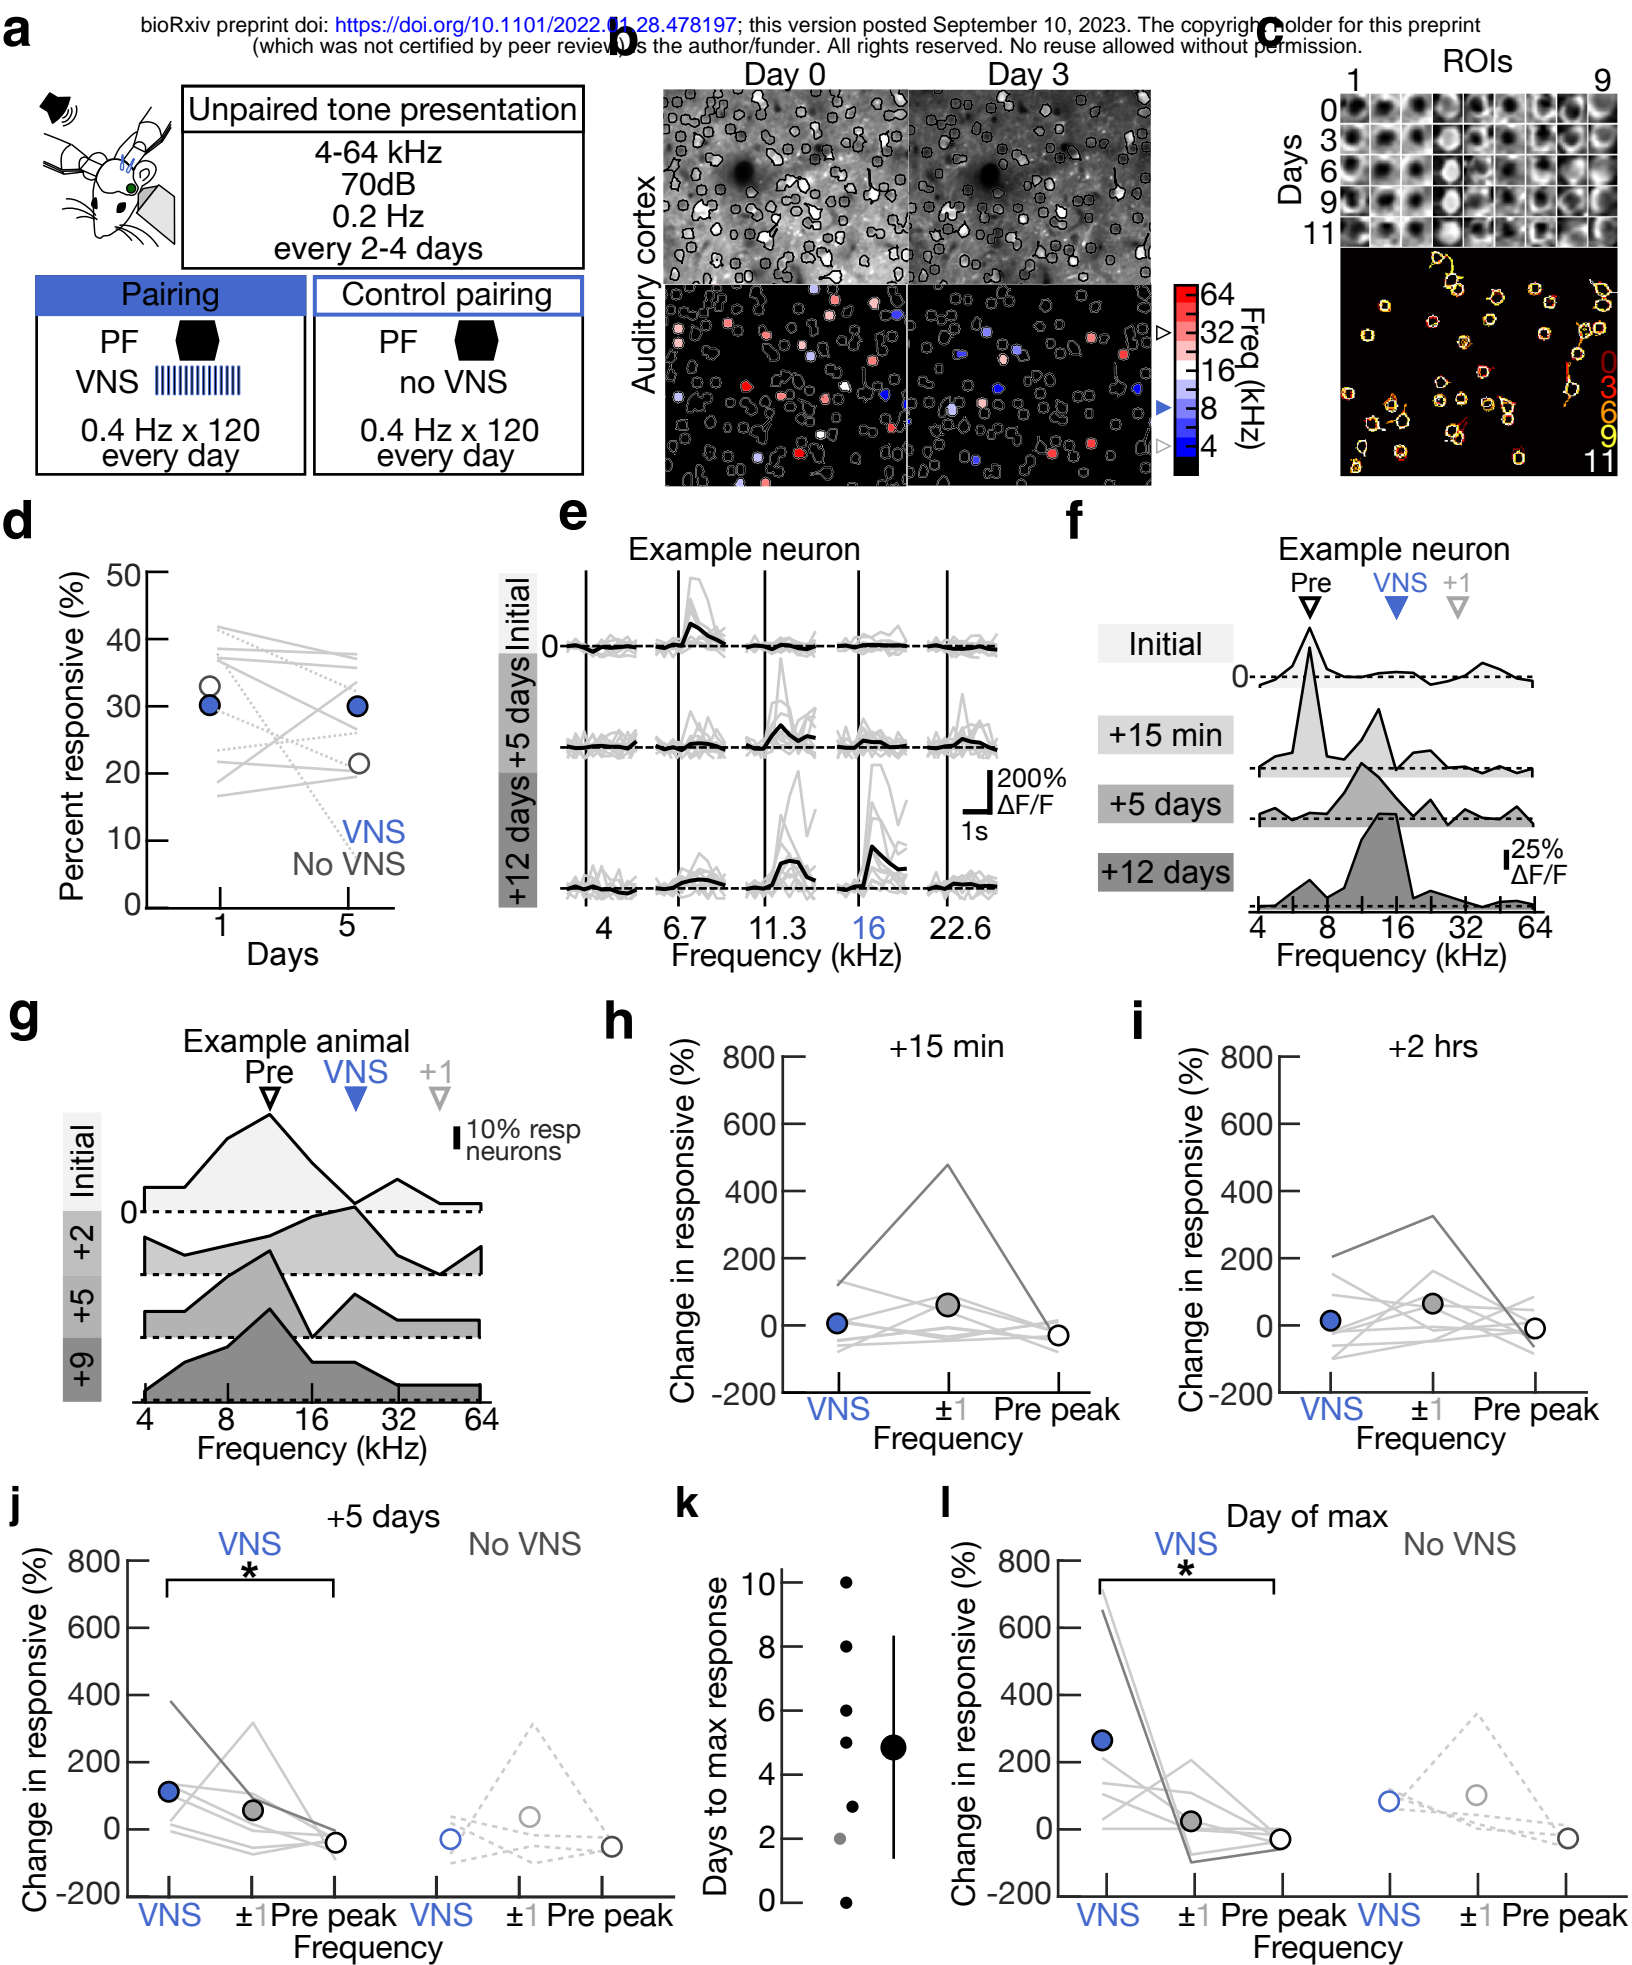 bioRxiv preprint doi: https://doi.org/10.1101/2022.01.28.478197; this version posted September 10, 2023. The copyright holder for this preprint
(which was not certified by peer review) is the author/funder. All rights reserved. No reuse allowed without permission.
a
Unpaired tone presentation
4-64 kHz
70dB
0.2 Hz
every 2-4 days
Pairing
PF
VNS
0.4 Hz x 120
every day
Control pairing
PF
no VNS
0.4 Hz x 120
every day
b
Day 0
Day 3
Auditory cortex
64
32
16
8
4
Freq (kHz)
c
ROIs
1
9
Days
0
3
6
9
11
0
3
6
9
11
d
Percent responsive (%)
50
40
30
20
10
0
VNS
No VNS
1
5
Days
e
Example neuron
Initial
+5 days
+12 days
0
200%
ΔF/F
1s
4
6.7
11.3
16
22.6
Frequency (kHz)
f
Example neuron
Pre
VNS
+1
Initial
0
+15 min
+5 days
+12 days
25%
ΔF/F
4
8
16
32
64
Frequency (kHz)
g
Example animal
Pre
VNS
+1
10% resp
neurons
Initial
+2
+5
+9
0
4
8
16
32
64
Frequency (kHz)
h
+15 min
Change in responsive (%)
800
600
400
200
0
-200
VNS
±1
Pre peak
Frequency
i
+2 hrs
Change in responsive (%)
800
600
400
200
0
-200
VNS
±1
Pre peak
Frequency
j
+5 days
VNS
No VNS
*
Change in responsive (%)
800
600
400
200
0
-200
VNS
±1
Pre peak
VNS
±1
Pre peak
Frequency
k
Days to max response
10
8
6
4
2
0
l
Day of max
VNS
No VNS
*
Change in responsive (%)
800
600
400
200
0
-200
VNS
±1
Pre peak
VNS
±1
Pre peak
Frequency